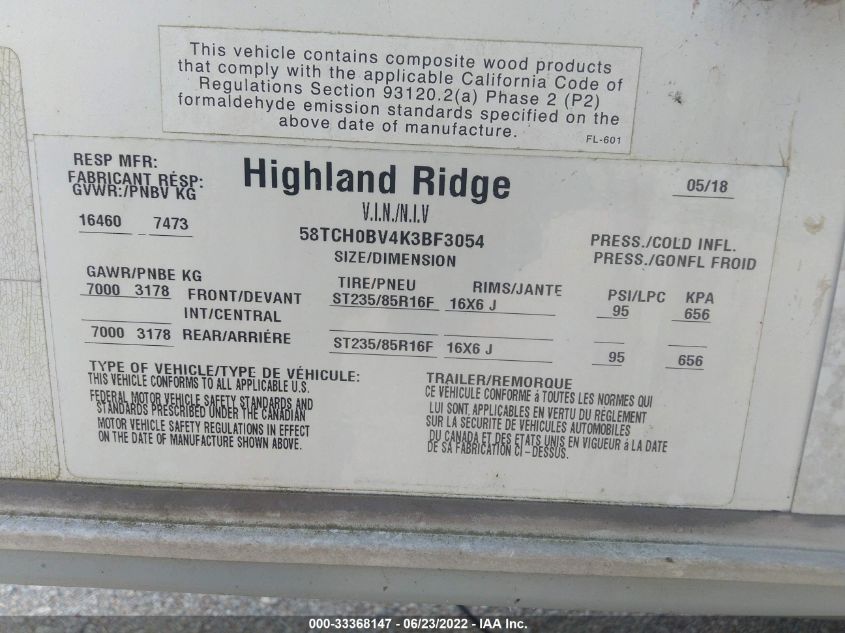 This vehicle contains composite wood products
that comply with the applicable California Code of
Regulations Section 93120.2(a) Phase 2 (P2)
formaldehyde emission standards specified on the
above date of manufacture.
FL-601
RESP MFR:
FABRICANT RÉSP:
GVWR:/PNBV KG
Highland Ridge
05/18
V.I.N./N.I.V
16460 7473
58TCH0BV4K3BF3054
SIZE/DIMENSION
PRESS./COLD INFL.
PRESS./GONFL FROID
GAWR/PNBE KG
TIRE/PNEU RIMS/JANTE
PSI/LPC KPA
7000 3178 FRONT/DEVANT ST235/85R16F 16X6 J 95 656
INT/CENTRAL
7000 3178 REAR/ARRIÉRE ST235/85R16F 16X6 J 95 656
TYPE OF VEHICLE/TYPE DE VÉHICULE:
THIS VEHICLE CONFORMS TO ALL APPLICABLE U.S.
FEDERAL MOTOR VEHICLE SAFETY STANDARDS AND
STANDARDS PRESCRIBED UNDER THE CANADIAN
MOTOR VEHICLE SAFETY REGULATIONS IN EFFECT
ON THE DATE OF MANUFACTURE SHOWN ABOVE.
TRAILER/REMORQUE
CE VEHICULE CONFORME á TOUTES LES NORMES QUI
LUI SONT APPLICABLES EN VERTU DU RÈGLEMENT
SUR LA SÈCURITÈ DE VÈHICULES AUTOMOBILES
DU CANADA ET DES ETATS UNIS EN VIGUEUR á LA DATE
DE SA FABRICATION CI - DESSUS.
000-33368147 - 06/23/2022 - IAA Inc.